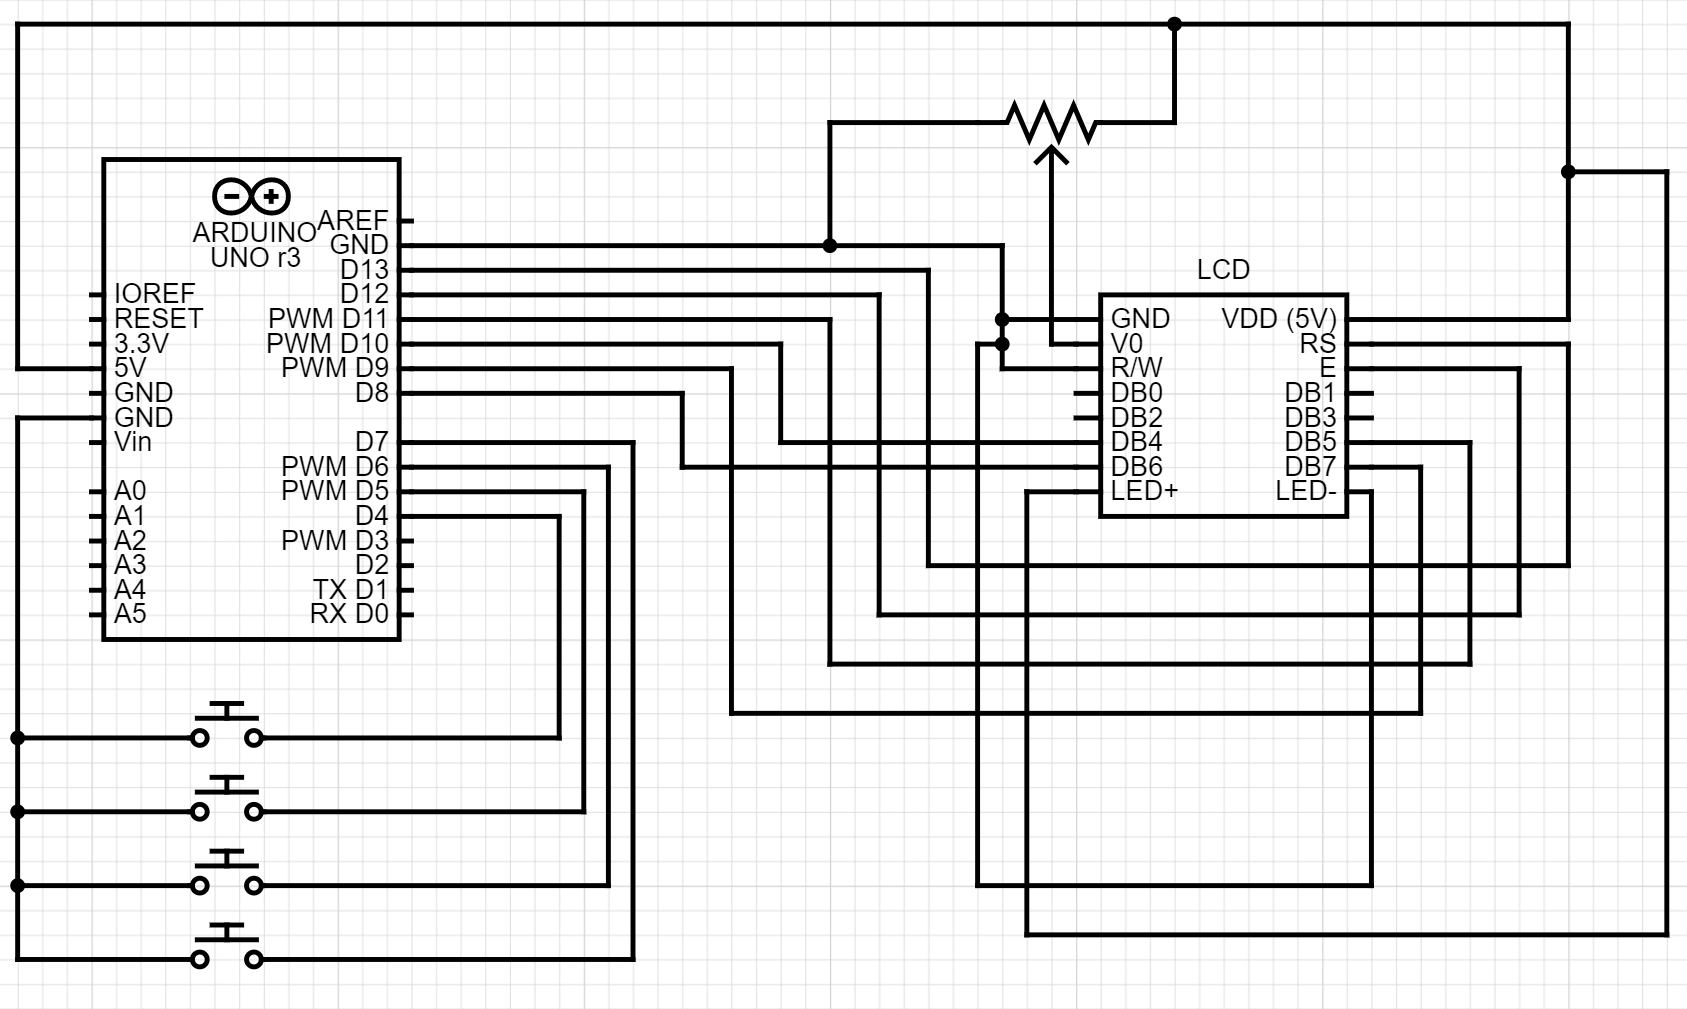 ARDUINO
UNO r3
AREF
GND
D13
IOREF
D12
RESET
PWM D11
3.3V
PWM D10
5V
PWM D9
GND
D8
GND
Vin
D7
PWM D6
A0
PWM D5
A1
D4
A2
PWM D3
A3
D2
A4
TX D1
A5
RX D0
LCD
GND
VDD (5V)
V0
RS
R/W
E
DB0
DB1
DB2
DB3
DB4
DB5
DB6
DB7
LED+
LED-